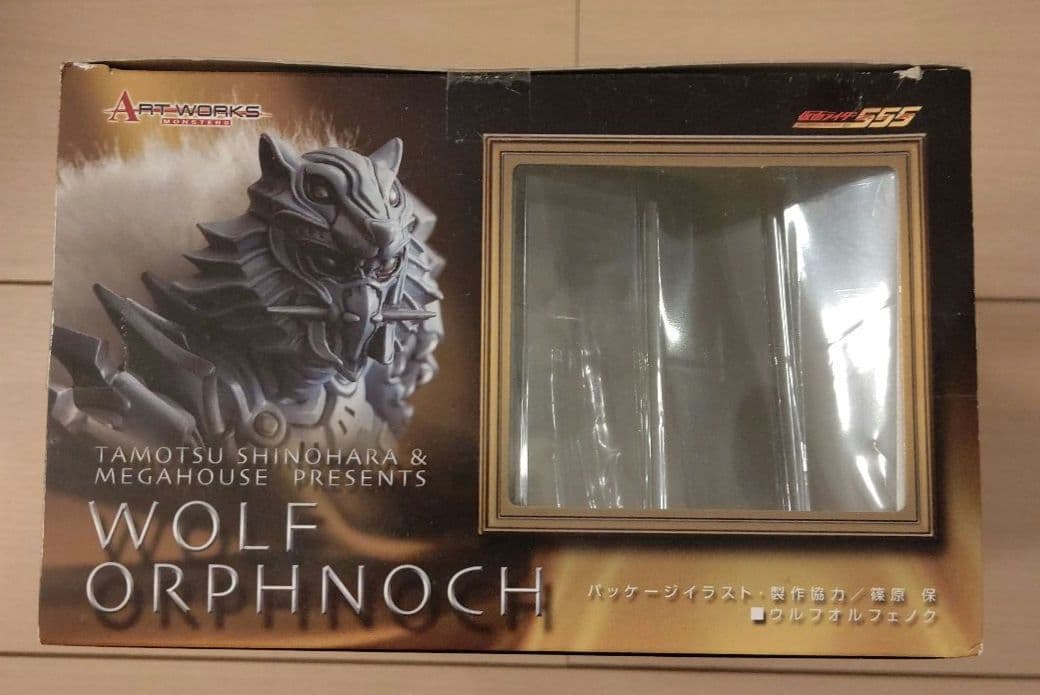 ART WORKS
MONSTERS
仮面ライダー555
TAMOTSU SHINOHARA &
MEGAHOUSE PRESENTS
WOLF
ORPHNOCH
パッケージイラスト・製作協力／篠原 保
■ウルフオルフェノク